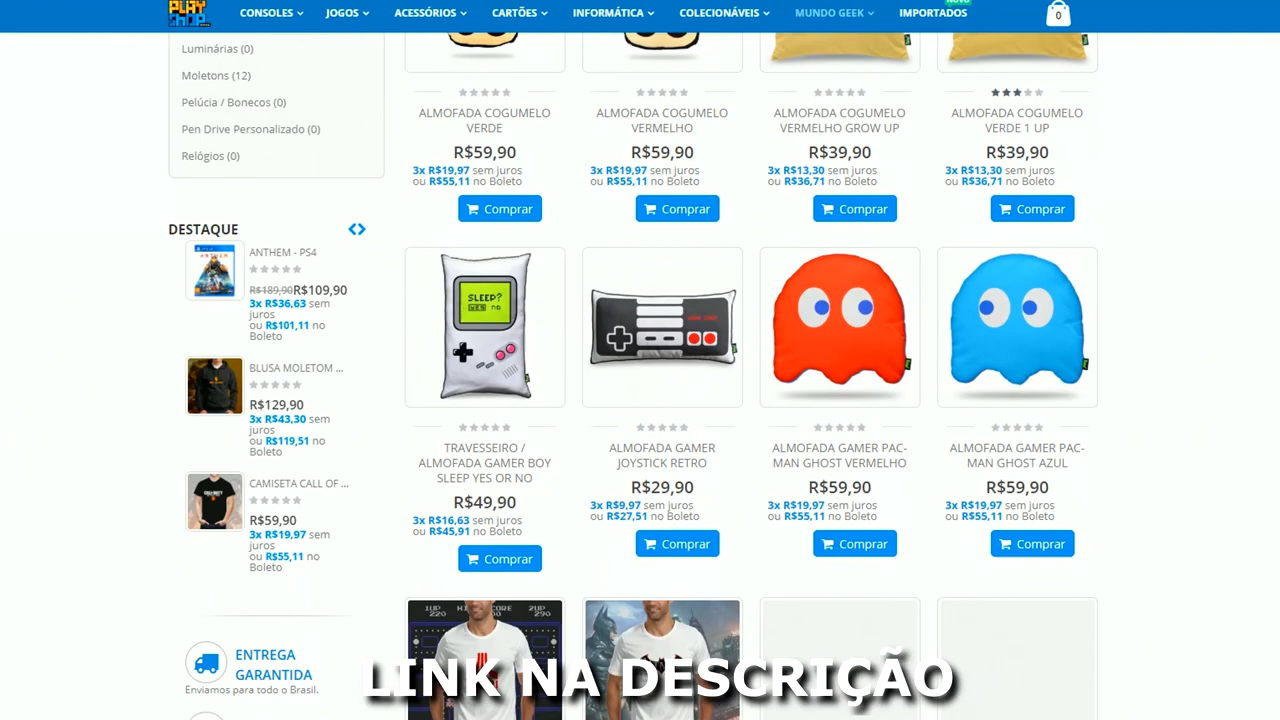 PLAY
SHOP
CONSOLES
JOGOS
ACESSÓRIOS
CARTÕES
INFORMÁTICA
COLECIONÁVEIS
MUNDO GEEK
IMPORTADOS
NOVO
0
Luminárias (0)
Moletons (12)
Pelúcia / Bonecos (0)
Pen Drive Personalizado (0)
Relógios (0)
ALMOFADA COGUMELO
VERDE
R$59,90
3x R$19,97 sem juros
ou R$55,11 no Boleto
Comprar
ALMOFADA COGUMELO
VERMELHO
R$59,90
3x R$19,97 sem juros
ou R$55,11 no Boleto
Comprar
ALMOFADA COGUMELO
VERMELHO GROW UP
R$39,90
3x R$13,30 sem juros
ou R$36,71 no Boleto
Comprar
ALMOFADA COGUMELO
VERDE 1 UP
R$39,90
3x R$13,30 sem juros
ou R$36,71 no Boleto
Comprar
DESTAQUE
ANTHEM - PS4
R$189,90R$109,90
3x R$36,63 sem
juros
ou R$101,11 no
Boleto
BLUSA MOLETOM ...
R$129,90
3x R$43,30 sem
juros
ou R$119,51 no
Boleto
CAMISETA CALL OF ...
R$59,90
3x R$19,97 sem
juros
ou R$55,11 no
Boleto
SLEEP?
YES no
TRAVESSEIRO /
ALMOFADA GAMER BOY
SLEEP YES OR NO
R$49,90
3x R$16,63 sem juros
ou R$45,91 no Boleto
Comprar
ALMOFADA GAMER
JOYSTICK RETRO
R$29,90
3x R$9,97 sem juros
ou R$27,51 no Boleto
Comprar
ALMOFADA GAMER PAC-
MAN GHOST VERMELHO
R$59,90
3x R$19,97 sem juros
ou R$55,11 no Boleto
Comprar
ALMOFADA GAMER PAC-
MAN GHOST AZUL
R$59,90
3x R$19,97 sem juros
ou R$55,11 no Boleto
Comprar
1UP
2UP
220
290
ENTREGA
GARANTIDA
Enviamos para todo o Brasil.
LINK NA DESCRIÇÃO